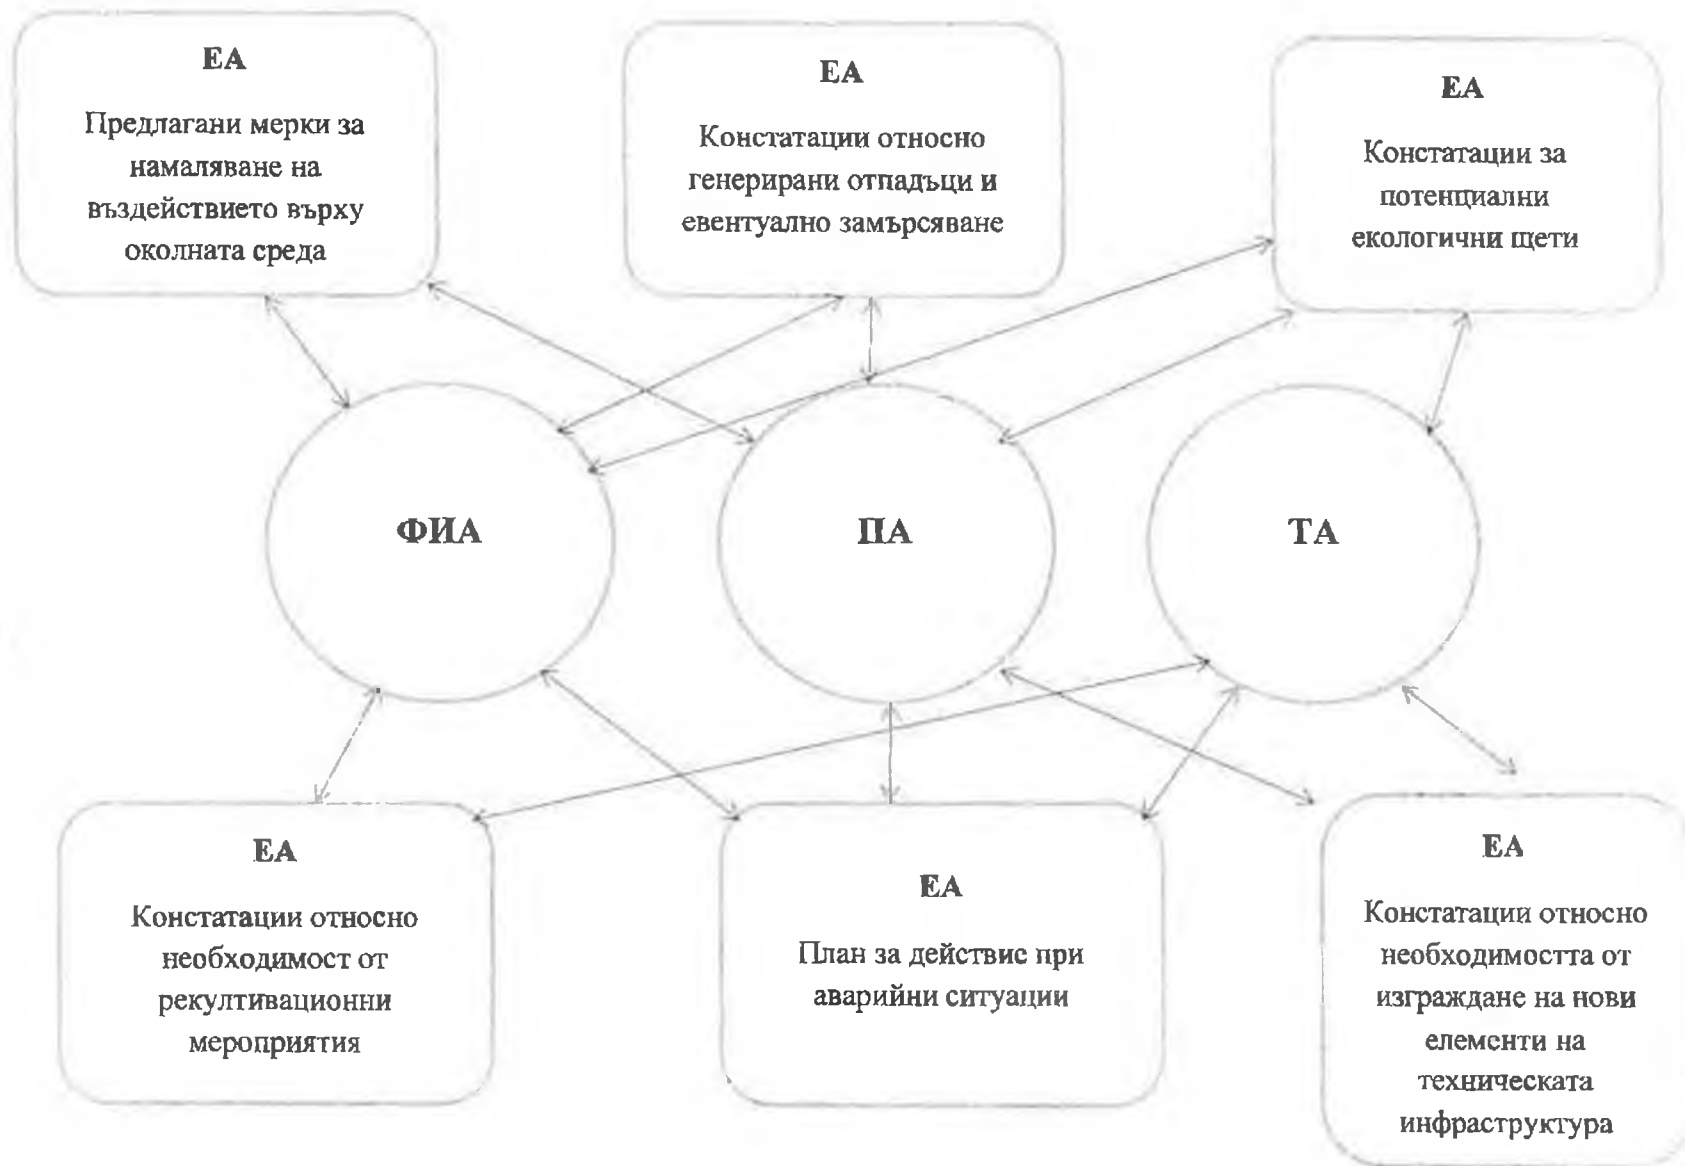 ЕА
Предлагани мерки за
намаляване на
въздействието върху
околната среда
ЕА
Констатации относно
генерирани отпадъци и
евентуално замърсяване
ЕА
Констатации за
потенциални
екологични щети
ФИА
ПА
ТА
ЕА
Констатации относно
необходимост от
рекултивационни
мероприятия
ЕА
План за действие при
аварийни ситуации
ЕА
Констатации относно
необходимостта от
изграждане на нови
елементи на
техническата
инфраструктура